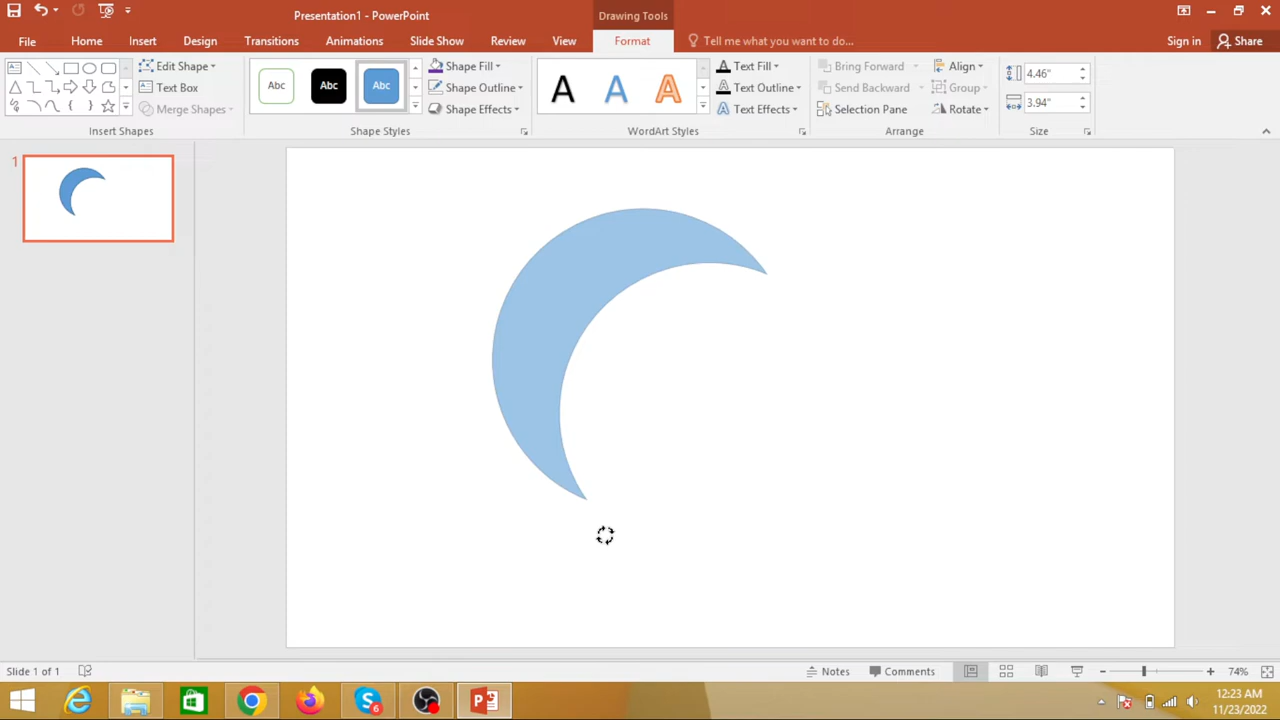 Presentation1 - PowerPoint
Drawing Tools
File
Home
Insert
Design
Transitions
Animations
Slide Show
Review
View
Format
Tell me what you want to do...
Sign in
Share
Edit Shape
Text Box
Merge Shapes
Insert Shapes
Abc
Abc
Abc
Shape Fill
Shape Outline
Shape Effects
Shape Styles
A
A
A
Text Fill
Text Outline
Text Effects
WordArt Styles
Bring Forward
Send Backward
Selection Pane
Align
Group
Rotate
Arrange
4.46"
3.94"
Size
1
Slide 1 of 1
Notes
Comments
74%
6
12:23 AM
11/23/2022